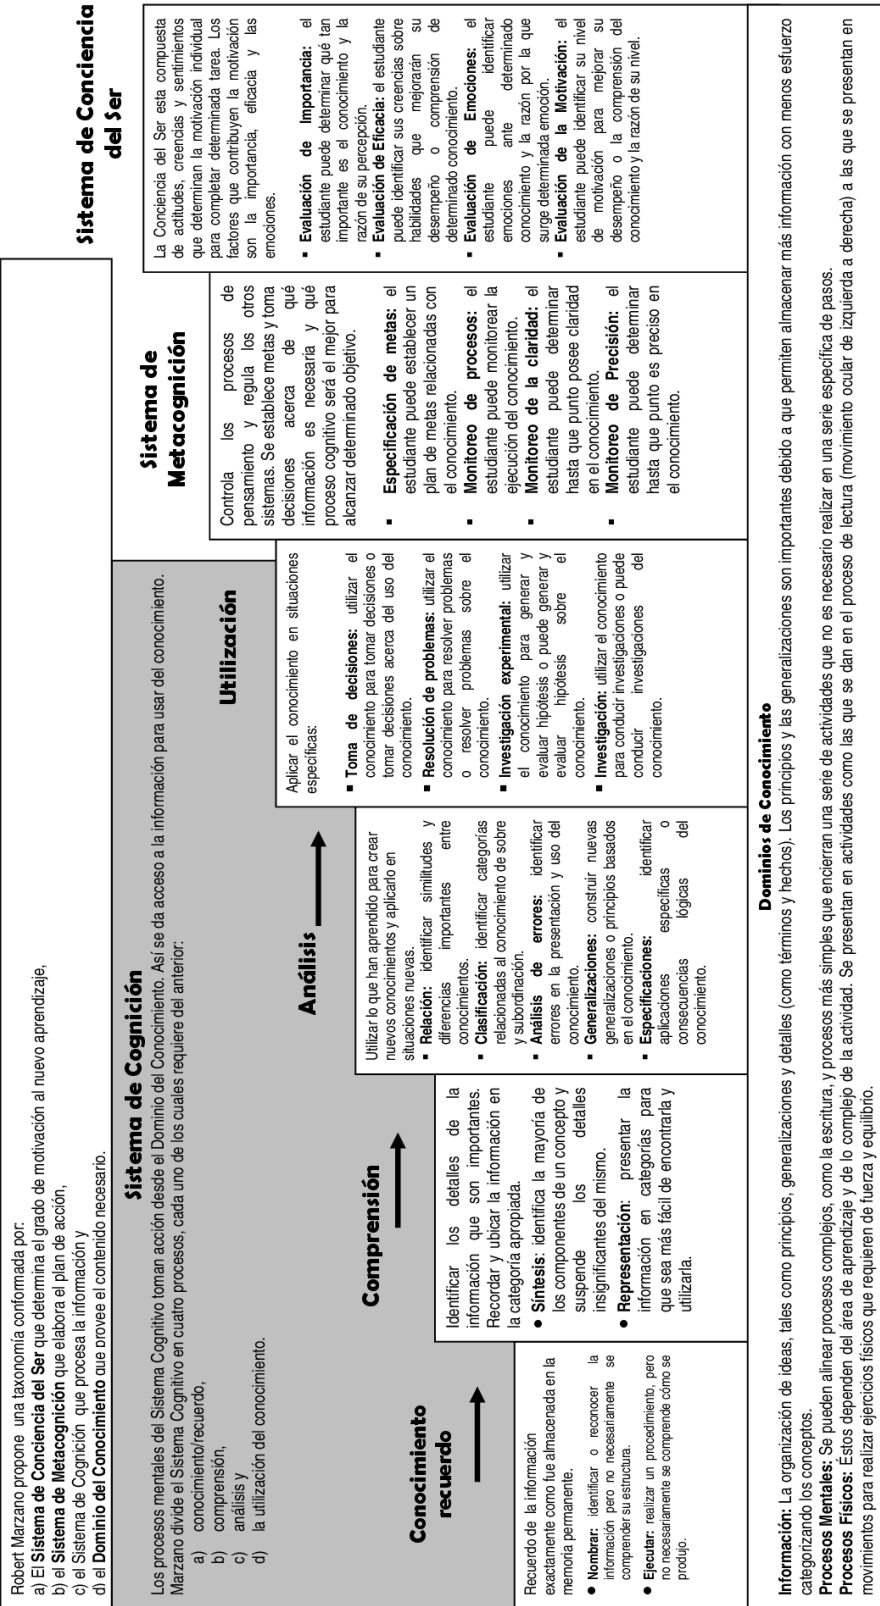 Robert Marzano propone una taxonomía conformada por:
a) El Sistema de Conciencia del Ser que determina el grado de motivación al nuevo aprendizaje,
b) el Sistema de Metacognición que elabora el plan de acción,
c) el Sistema de Cognición que procesa la información y
d) el Dominio del Conocimiento que provee el contenido necesario.
Sistema de Cognición
Los procesos mentales del Sistema Cognitivo toman acción desde el Dominio del Conocimiento. Así se da acceso a la información para usar del conocimiento.
Marzano divide el Sistema Cognitivo en cuatro procesos, cada uno de los cuales requiere del anterior:
a) conocimiento/recuerdo,
b) comprensión,
c) análisis y
d) la utilización del conocimiento.
Conocimiento
recuerdo
Recuerdo de la información
exactamente como fue almacenada en la
memoria permanente.
● Nombrar: identificar o reconocer la
información pero no necesariamente se
comprender su estructura.
● Ejecutar: realizar un procedimiento, pero
no necesariamente se comprende cómo se
produjo.
Comprensión
Identificar los detalles de la
información que son importantes.
Recordar y ubicar la información en
la categoría apropiada.
● Síntesis: identifica la mayoría de
los componentes de un concepto y
suspende los detalles
insignificantes del mismo.
● Representación: presentar la
información en categorías para
que sea más fácil de encontrarla y
utilizarla.
Análisis
Utilizar lo que han aprendido para crear
nuevos conocimientos y aplicarlo en
situaciones nuevas.
▪ Relación: identificar similitudes y
diferencias importantes entre
conocimientos.
▪ Clasificación: identificar categorías
relacionadas al conocimiento de sobre
y subordinación.
▪ Análisis de errores: identificar
errores en la presentación y uso del
conocimiento.
▪ Generalizaciones: construir nuevas
generalizaciones o principios basados
en el conocimiento.
▪ Especificaciones: identificar
aplicaciones específicas o
consecuencias lógicas del
conocimiento.
Utilización
Aplicar el conocimiento en situaciones
específicas:
▪ Toma de decisiones: utilizar el
conocimiento para tomar decisiones o
tomar decisiones acerca del uso del
conocimiento.
▪ Resolución de problemas: utilizar el
conocimiento para resolver problemas
o resolver problemas sobre el
conocimiento.
▪ Investigación experimental: utilizar
el conocimiento para generar y
evaluar hipótesis o puede generar y
evaluar hipótesis sobre el
conocimiento.
▪ Investigación: utilizar el conocimiento
para conducir investigaciones o puede
conducir investigaciones del
conocimiento.
Sistema de
Metacognición
Controla los procesos de
pensamiento y regula los otros
sistemas. Se establece metas y toma
decisiones acerca de qué
información es necesaria y qué
proceso cognitivo será el mejor para
alcanzar determinado objetivo.
▪ Especificación de metas: el
estudiante puede establecer un
plan de metas relacionadas con
el conocimiento.
▪ Monitoreo de procesos: el
estudiante puede monitorear la
ejecución del conocimiento.
▪ Monitoreo de la claridad: el
estudiante puede determinar
hasta que punto posee claridad
en el conocimiento.
▪ Monitoreo de Precisión: el
estudiante puede determinar
hasta que punto es preciso en
el conocimiento.
Sistema de Conciencia
del Ser
La Conciencia del Ser esta compuesta
de actitudes, creencias y sentimientos
que determinan la motivación individual
para completar determinada tarea. Los
factores que contribuyen la motivación
son la importancia, eficacia y las
emociones.
▪ Evaluación de Importancia: el
estudiante puede determinar qué tan
importante es el conocimiento y la
razón de su percepción.
▪ Evaluación de Eficacia: el estudiante
puede identificar sus creencias sobre
habilidades que mejorarán su
desempeño o comprensión de
determinado conocimiento.
▪ Evaluación de Emociones: el
estudiante puede identificar
emociones ante determinado
conocimiento y la razón por la que
surge determinada emoción.
▪ Evaluación de la Motivación: el
estudiante puede identificar su nivel
de motivación para mejorar su
desempeño o la comprensión del
conocimiento y la razón de su nivel.
Dominios de Conocimiento
Información: La organización de ideas, tales como principios, generalizaciones y detalles (como términos y hechos). Los principios y las generalizaciones son importantes debido a que permiten almacenar más información con menos esfuerzo
categorizando los conceptos.
Procesos Mentales: Se pueden alinear procesos complejos, como la escritura, y procesos más simples que encierran una serie de actividades que no es necesario realizar en una serie específica de pasos.
Procesos Físicos: Éstos dependen del área de aprendizaje y de lo complejo de la actividad. Se presentan en actividades como las que se dan en el proceso de lectura (movimiento ocular de izquierda a derecha) a las que se presentan en
movimientos para realizar ejercicios físicos que requieren de fuerza y equilibrio.